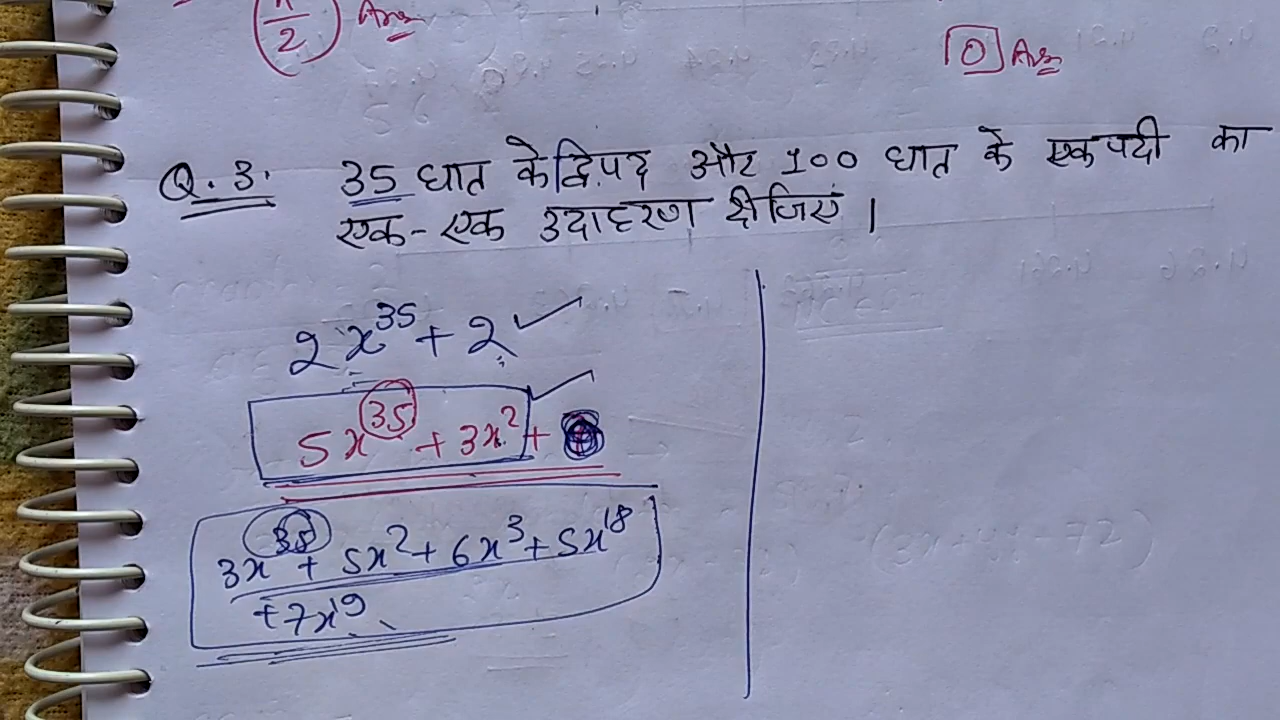 π/2 Ans
0 Ans
Q. 3. 35 घात के द्विपद और 100 घात के एकपदी का
एक-एक उदाहरण दीजिए।
2x³⁵ + 2 ✓
5x³⁵ + 3x² + ✓
3x³⁵ + 5x² + 6x³ + 5x¹⁸
+ 7x¹⁹